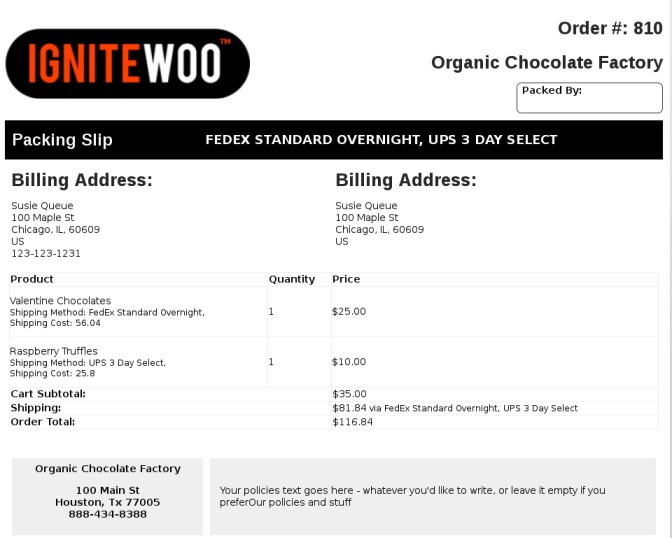 Order #: 810
IGNITEWOO™
Organic Chocolate Factory
Packed By:
Packing Slip FEDEX STANDARD OVERNIGHT, UPS 3 DAY SELECT
Billing Address:
Susie Queue
100 Maple St
Chicago, IL, 60609
US
123-123-1231
Billing Address:
Susie Queue
100 Maple St
Chicago, IL, 60609
US
Product Quantity Price
Valentine Chocolates
Shipping Method: FedEx Standard Overnight,
Shipping Cost: 56.04
1 $25.00
Raspberry Truffles
Shipping Method: UPS 3 Day Select,
Shipping Cost: 25.8
1 $10.00
Cart Subtotal: $35.00
Shipping: $81.84 via FedEx Standard Overnight, UPS 3 Day Select
Order Total: $116.84
Organic Chocolate Factory
100 Main St
Houston, Tx 77005
888-434-8388
Your policies text goes here - whatever you'd like to write, or leave it empty if you
preferOur policies and stuff